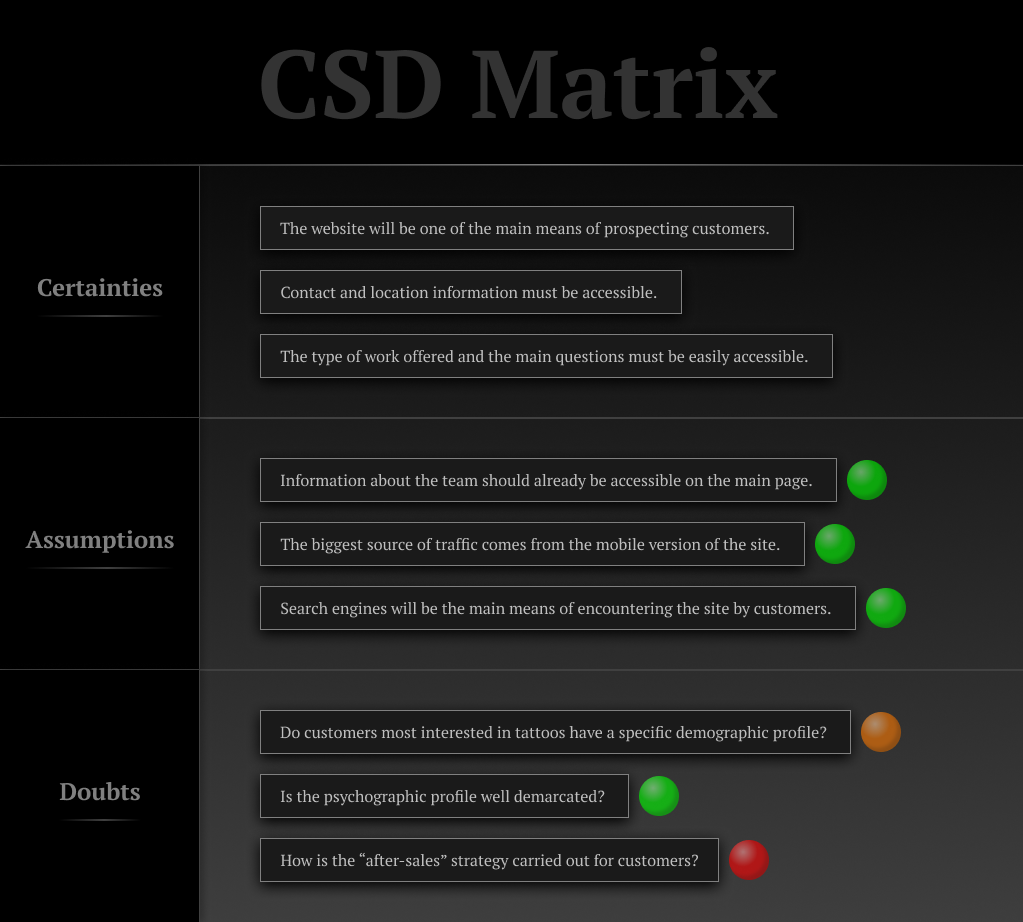 CSD Matrix
Certainties
The website will be one of the main means of prospecting customers.
Contact and location information must be accessible.
The type of work offered and the main questions must be easily accessible.
Assumptions
Information about the team should already be accessible on the main page.
The biggest source of traffic comes from the mobile version of the site.
Search engines will be the main means of encountering the site by customers.
Doubts
Do customers most interested in tattoos have a specific demographic profile?
Is the psychographic profile well demarcated?
How is the “after-sales” strategy carried out for customers?